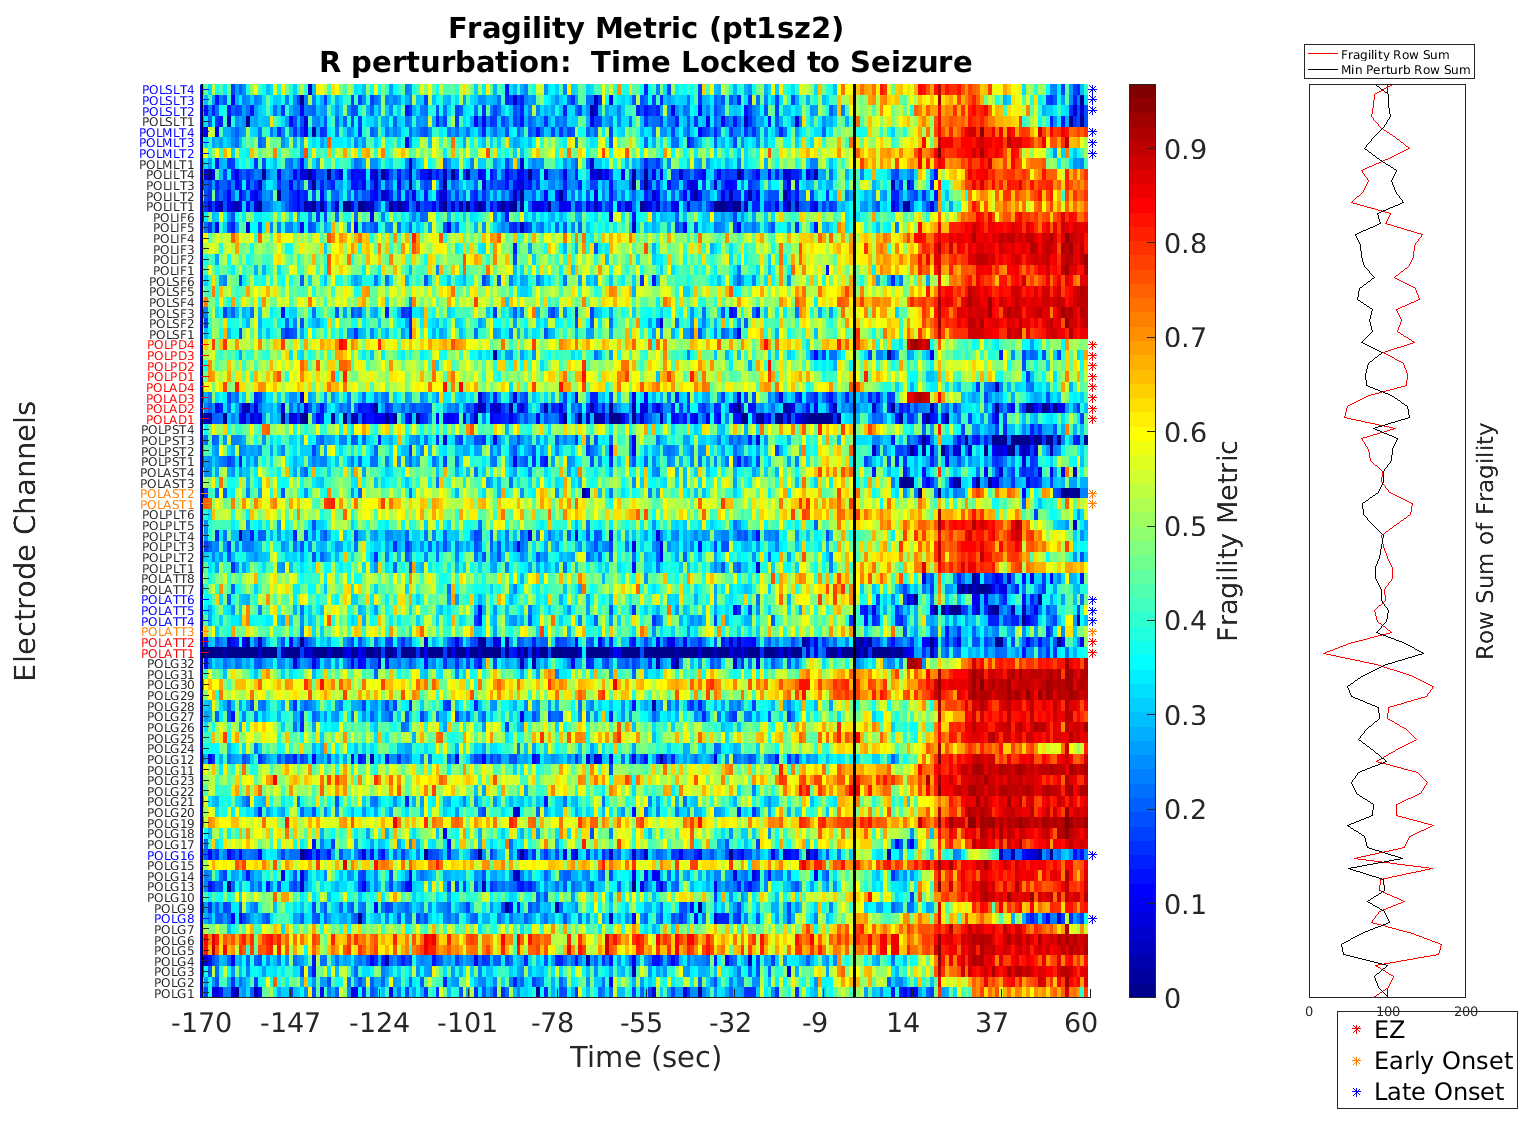 Fragility Metric (pt1sz2)
R perturbation:  Time Locked to Seizure
Electrode Channels
POLSLT4
POLSLT3
POLSLT2
POLSLT1
POLMLT4
POLMLT3
POLMLT2
POLMLT1
POLILT4
POLILT3
POLILT2
POLILT1
POLIF6
POLIF5
POLIF4
POLIF3
POLIF2
POLIF1
POLSF6
POLSF5
POLSF4
POLSF3
POLSF2
POLSF1
POLPD4
POLPD3
POLPD2
POLPD1
POLAD4
POLAD3
POLAD2
POLAD1
POLPST4
POLPST3
POLPST2
POLPST1
POLAST4
POLAST3
POLAST2
POLAST1
POLPLT6
POLPLT5
POLPLT4
POLPLT3
POLPLT2
POLPLT1
POLATT8
POLATT7
POLATT6
POLATT5
POLATT4
POLATT3
POLATT2
POLATT1
POLG32
POLG31
POLG30
POLG29
POLG28
POLG27
POLG26
POLG25
POLG24
POLG12
POLG11
POLG23
POLG22
POLG21
POLG20
POLG19
POLG18
POLG17
POLG16
POLG15
POLG14
POLG13
POLG10
POLG9
POLG8
POLG7
POLG6
POLG5
POLG4
POLG3
POLG2
POLG1
-170 -147 -124 -101 -78 -55 -32 -9 14 37 60
Time (sec)
0.9
0.8
0.7
0.6
0.5
0.4
0.3
0.2
0.1
0
Fragility Metric
Fragility Row Sum
Min Perturb Row Sum
Row Sum of Fragility
0 100 200
EZ
Early Onset
Late Onset